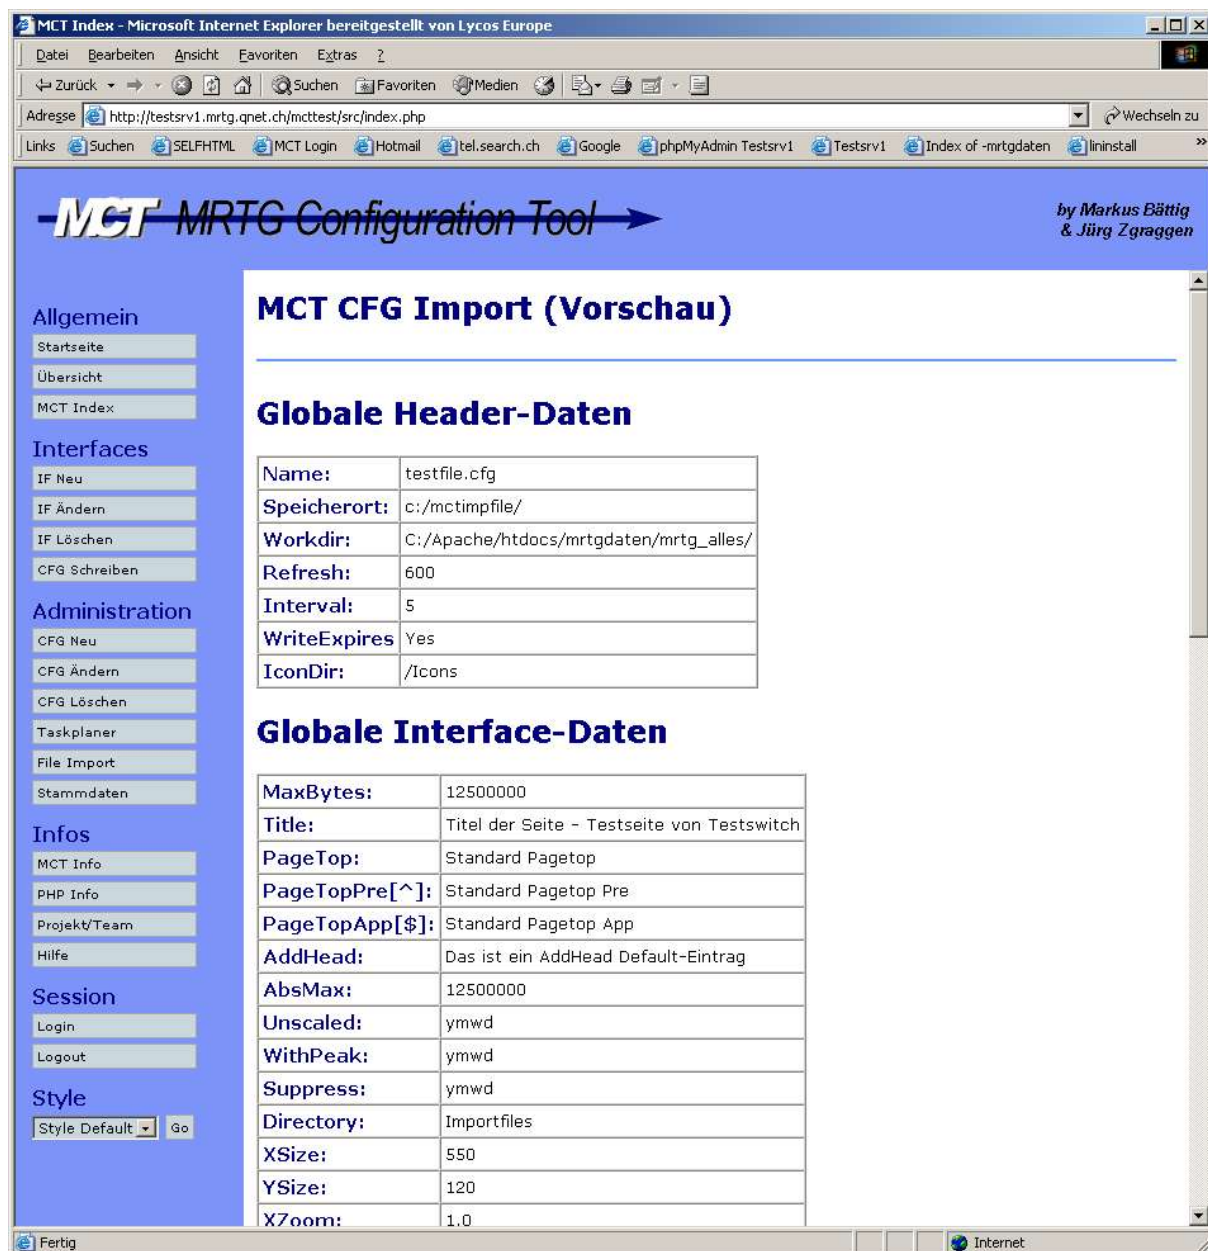 MCT Index - Microsoft Internet Explorer bereitgestellt von Lycos Europe
Datei Bearbeiten Ansicht Favoriten Extras ?
Zurück Suchen Favoriten Medien
Adresse http://testsrv1.mrtg.qnet.ch/mcttest/src/index.php Wechseln zu
Links Suchen SELFHTML MCT Login Hotmail tel.search.ch Google phpMyAdmin Testsrv1 Testsrv1 Index of -mrtgdaten lininstall »
MCT MRTG Configuration Tool
by Markus Bättig
& Jürg Zgraggen
Allgemein
Startseite
Übersicht
MCT Index
Interfaces
IF Neu
IF Ändern
IF Löschen
CFG Schreiben
Administration
CFG Neu
CFG Ändern
CFG Löschen
Taskplaner
File Import
Stammdaten
Infos
MCT Info
PHP Info
Projekt/Team
Hilfe
Session
Login
Logout
Style
Style Default Go
MCT CFG Import (Vorschau)
Globale Header-Daten
Name: testfile.cfg
Speicherort: c:/mctimpfile/
Workdir: C:/Apache/htdocs/mrtgdaten/mrtg_alles/
Refresh: 600
Interval: 5
WriteExpires Yes
IconDir: /Icons
Globale Interface-Daten
MaxBytes: 12500000
Title: Titel der Seite - Testseite von Testswitch
PageTop: Standard Pagetop
PageTopPre[^]: Standard Pagetop Pre
PageTopApp[$]: Standard Pagetop App
AddHead: Das ist ein AddHead Default-Eintrag
AbsMax: 12500000
Unscaled: ymwd
WithPeak: ymwd
Suppress: ymwd
Directory: Importfiles
XSize: 550
YSize: 120
XZoom: 1.0
Fertig Internet